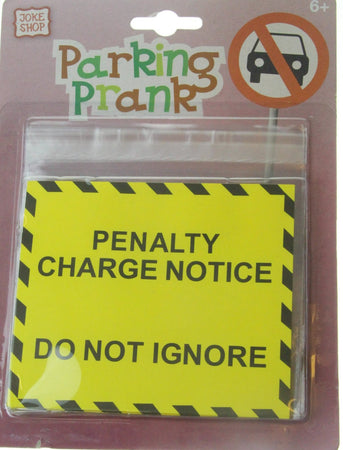 JOKE
SHOP
6+
Parking
Prank
PENALTY
CHARGE NOTICE
DO NOT IGNORE